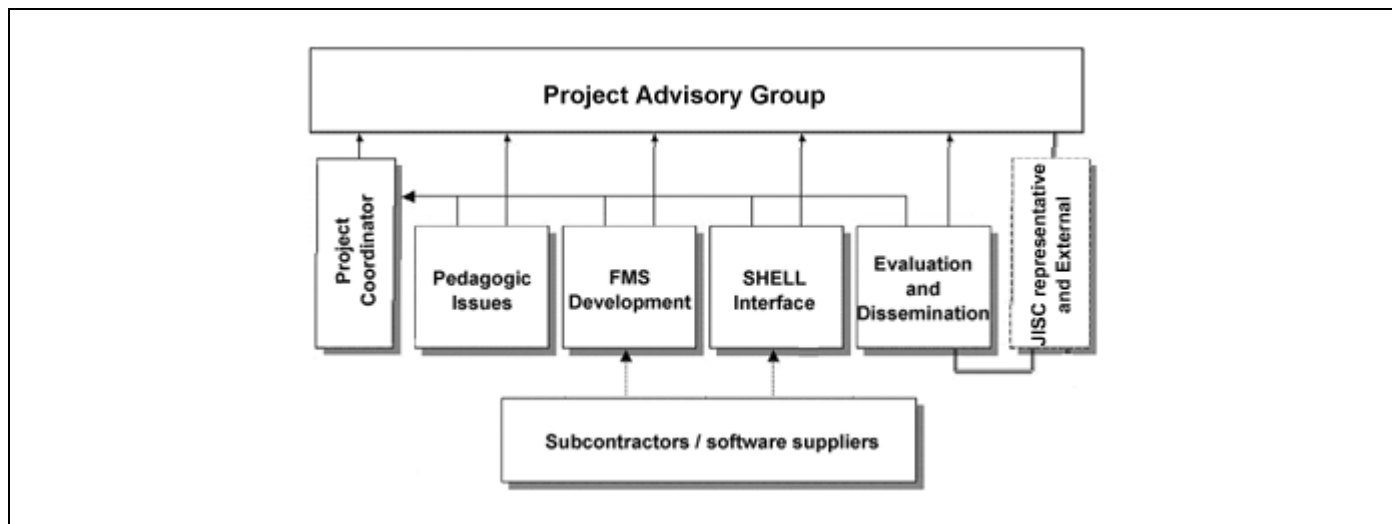 Project Advisory Group
Project
Coordinator
Pedagogic
Issues
FMS
Development
SHELL
Interface
Evaluation
and
Dissemination
JISC representative
and External
Subcontractors / software suppliers